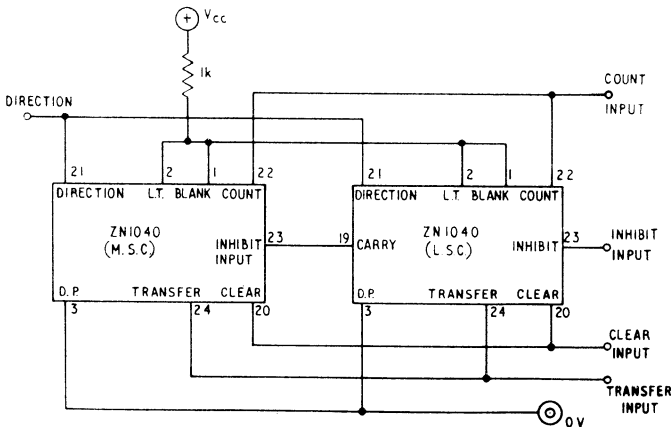 Vcc
1k
COUNT
INPUT
DIRECTION
21
2
1
22
21
2
1
22
DIRECTION L.T. BLANK COUNT
DIRECTION L.T. BLANK COUNT
ZN1040
(M.S.C)
INHIBIT
INPUT
23
19
CARRY
ZN1040
(L.S.C)
INHIBIT
23
INHIBIT
INPUT
D.P. TRANSFER CLEAR
D.P. TRANSFER CLEAR
3
24
20
3
24
20
CLEAR
INPUT
TRANSFER
INPUT
0V